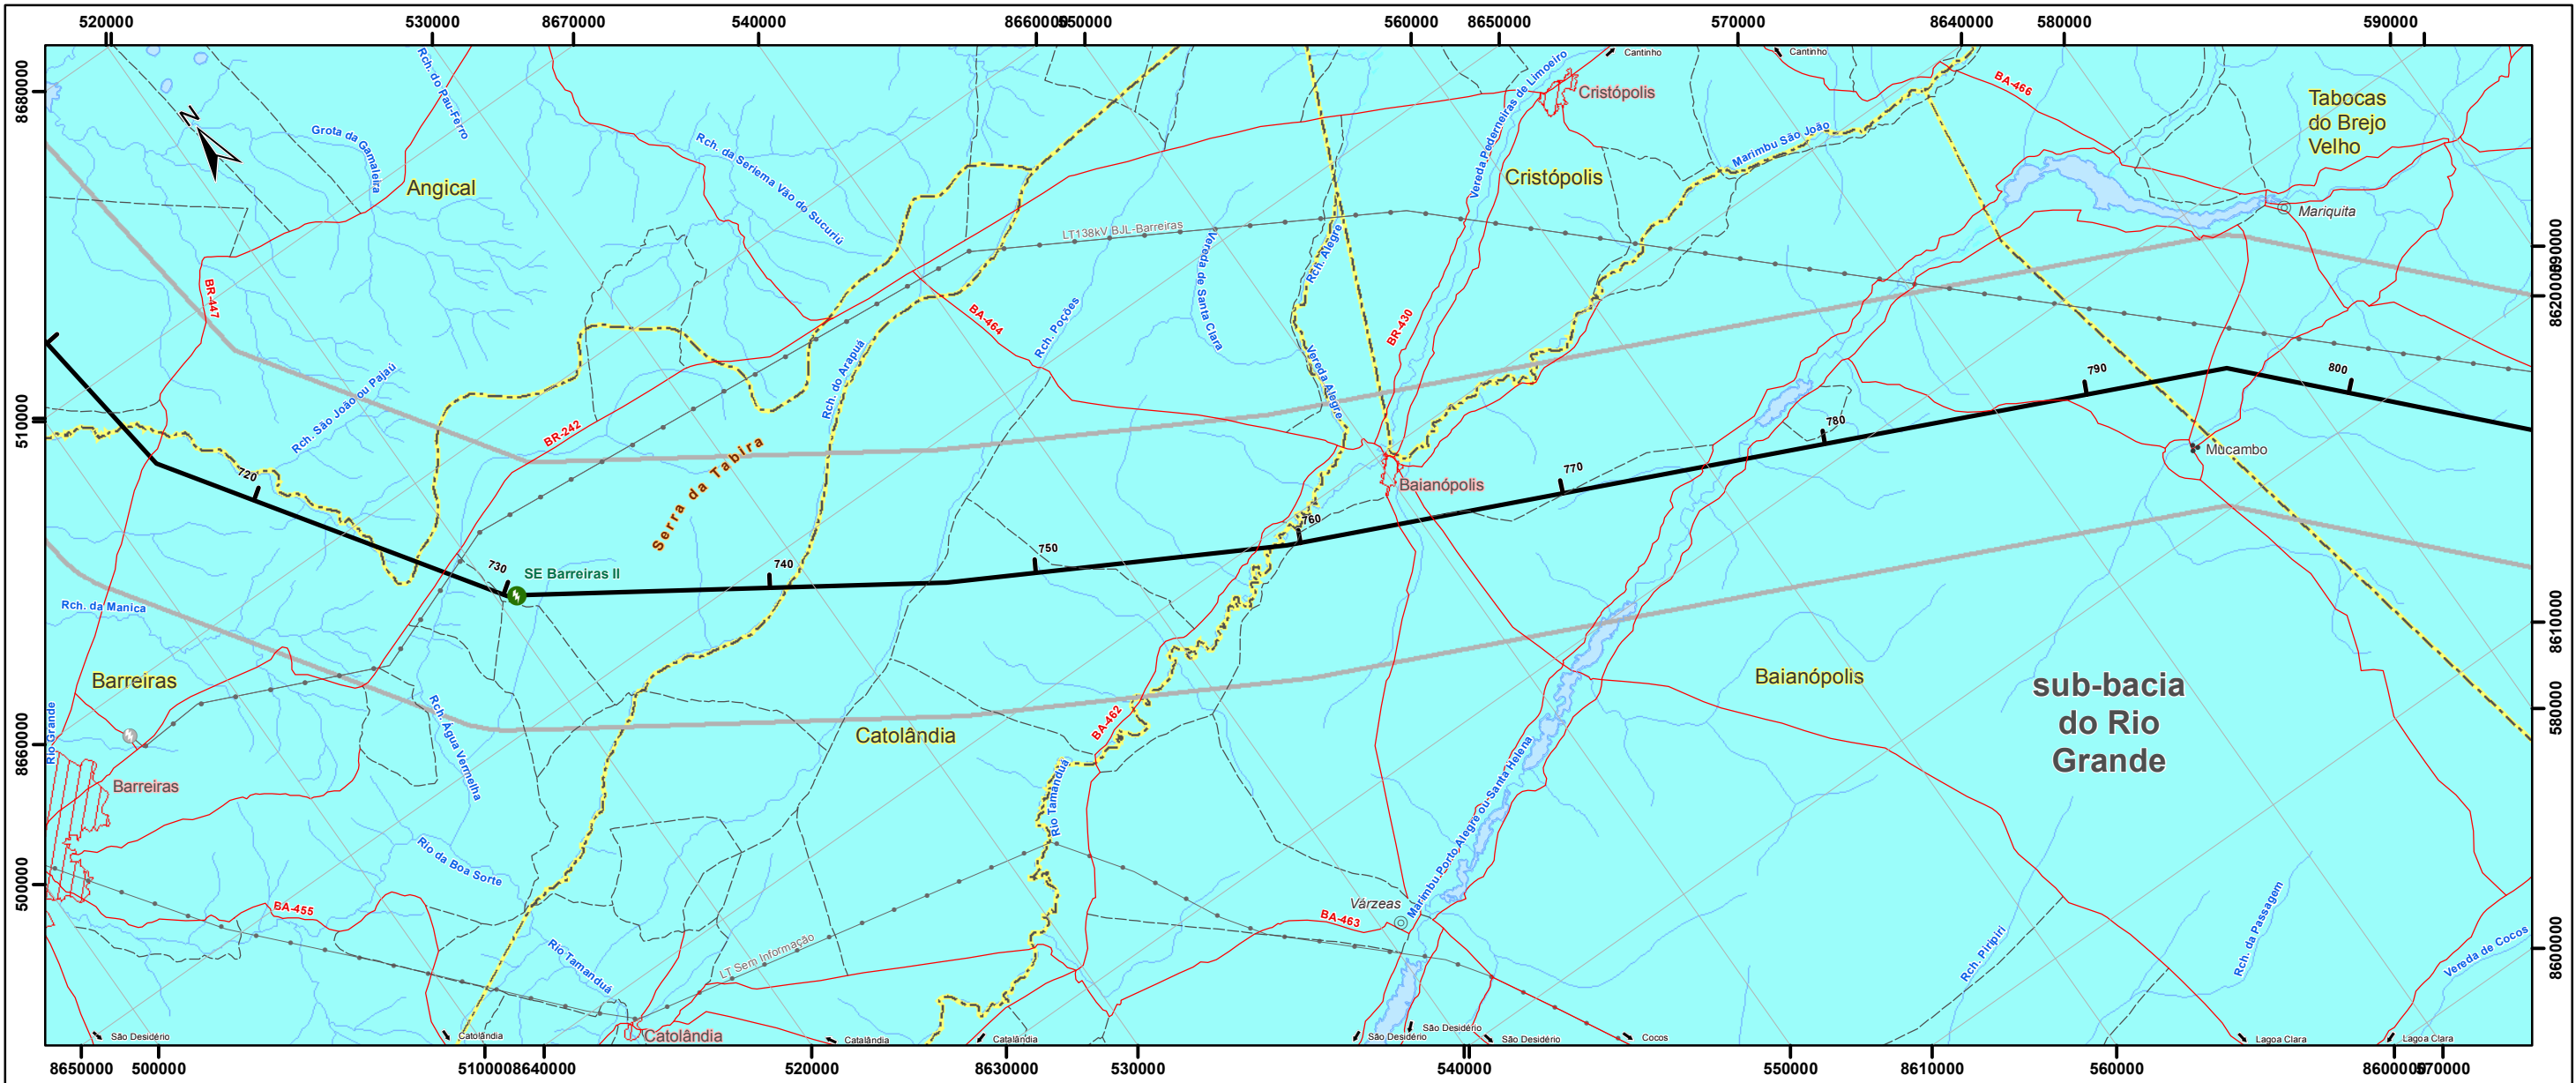 520000
530000
8670000
540000
8660000
550000
560000
8650000
570000
8640000
580000
590000
8680000
510000
8660000
500000
590000
8620000
8610000
580000
8600000
8650000
500000
510000
8640000
520000
8630000
530000
540000
550000
8610000
560000
8600000
570000
N
Rch. do Pau-Ferro
Grota da Gamaleira
Angical
Rch. da Seriema Vão do Sucuriú
LT138kV BJL-Barreiras
Vereda de Santa Clara
Rch. Alegre
Vereda Pederneiras de Limoeiro
Cantinho
Cristópolis
Cristópolis
Cantinho
Marimbu São João
BA-466
Tabocas
do Brejo
Velho
Mariquita
BR-447
BA-464
Rch. Poções
BR-430
Vereda Alegre
Rch. São João ou Pajaú
Rch. do Arapuá
BR-242
Serra da Tabira
720
730
SE Barreiras II
740
750
760
770
780
790
800
Baianópolis
Mucambo
Rch. da Manica
Barreiras
Rio Grande
Barreiras
Rch. Água Vermelha
Catolândia
BA-462
Rio Tamanduá
Baianópolis
sub-bacia
do Rio
Grande
Marimbu Porto Alegre ou Santa Helena
Rio da Boa Sorte
BA-455
Rio Tamanduá
LT Sem Informação
Várzeas
BA-463
Rch. Piripiri
Rch. da Passagem
Vereda de Cocos
São Desidério
Catolândia
Catolândia
Catalândia
Catalândia
São Desidério
São Desidério
São Desidério
Cocos
Lagoa Clara
Lagoa Clara